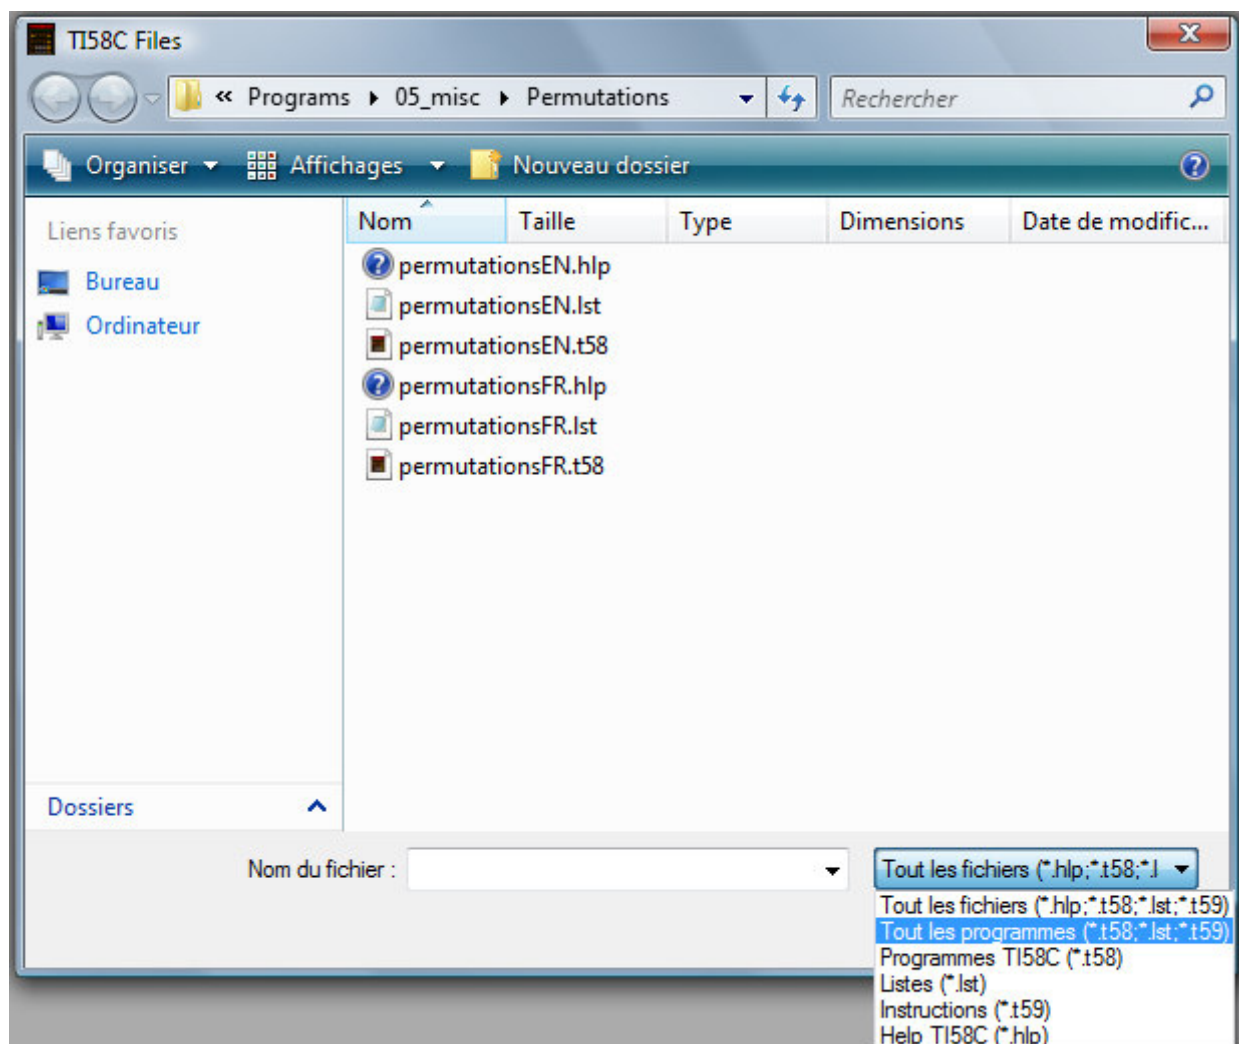 TI58C Files
« Programs 05_misc Permutations
Rechercher
Organiser Affichages Nouveau dossier
Liens favoris
Bureau
Ordinateur
Nom Taille Type Dimensions Date de modific...
permutationsEN.hlp
permutationsEN.lst
permutationsEN.t58
permutationsFR.hlp
permutationsFR.lst
permutationsFR.t58
Dossiers
Nom du fichier :
Tout les fichiers (*.hlp;*.t58;*.l
Tout les fichiers (*.hlp;*.t58;*.lst;*.t59)
Tout les programmes (*.t58;*.lst;*.t59)
Programmes TI58C (*.t58)
Listes (*.lst)
Instructions (*.t59)
Help TI58C (*.hlp)